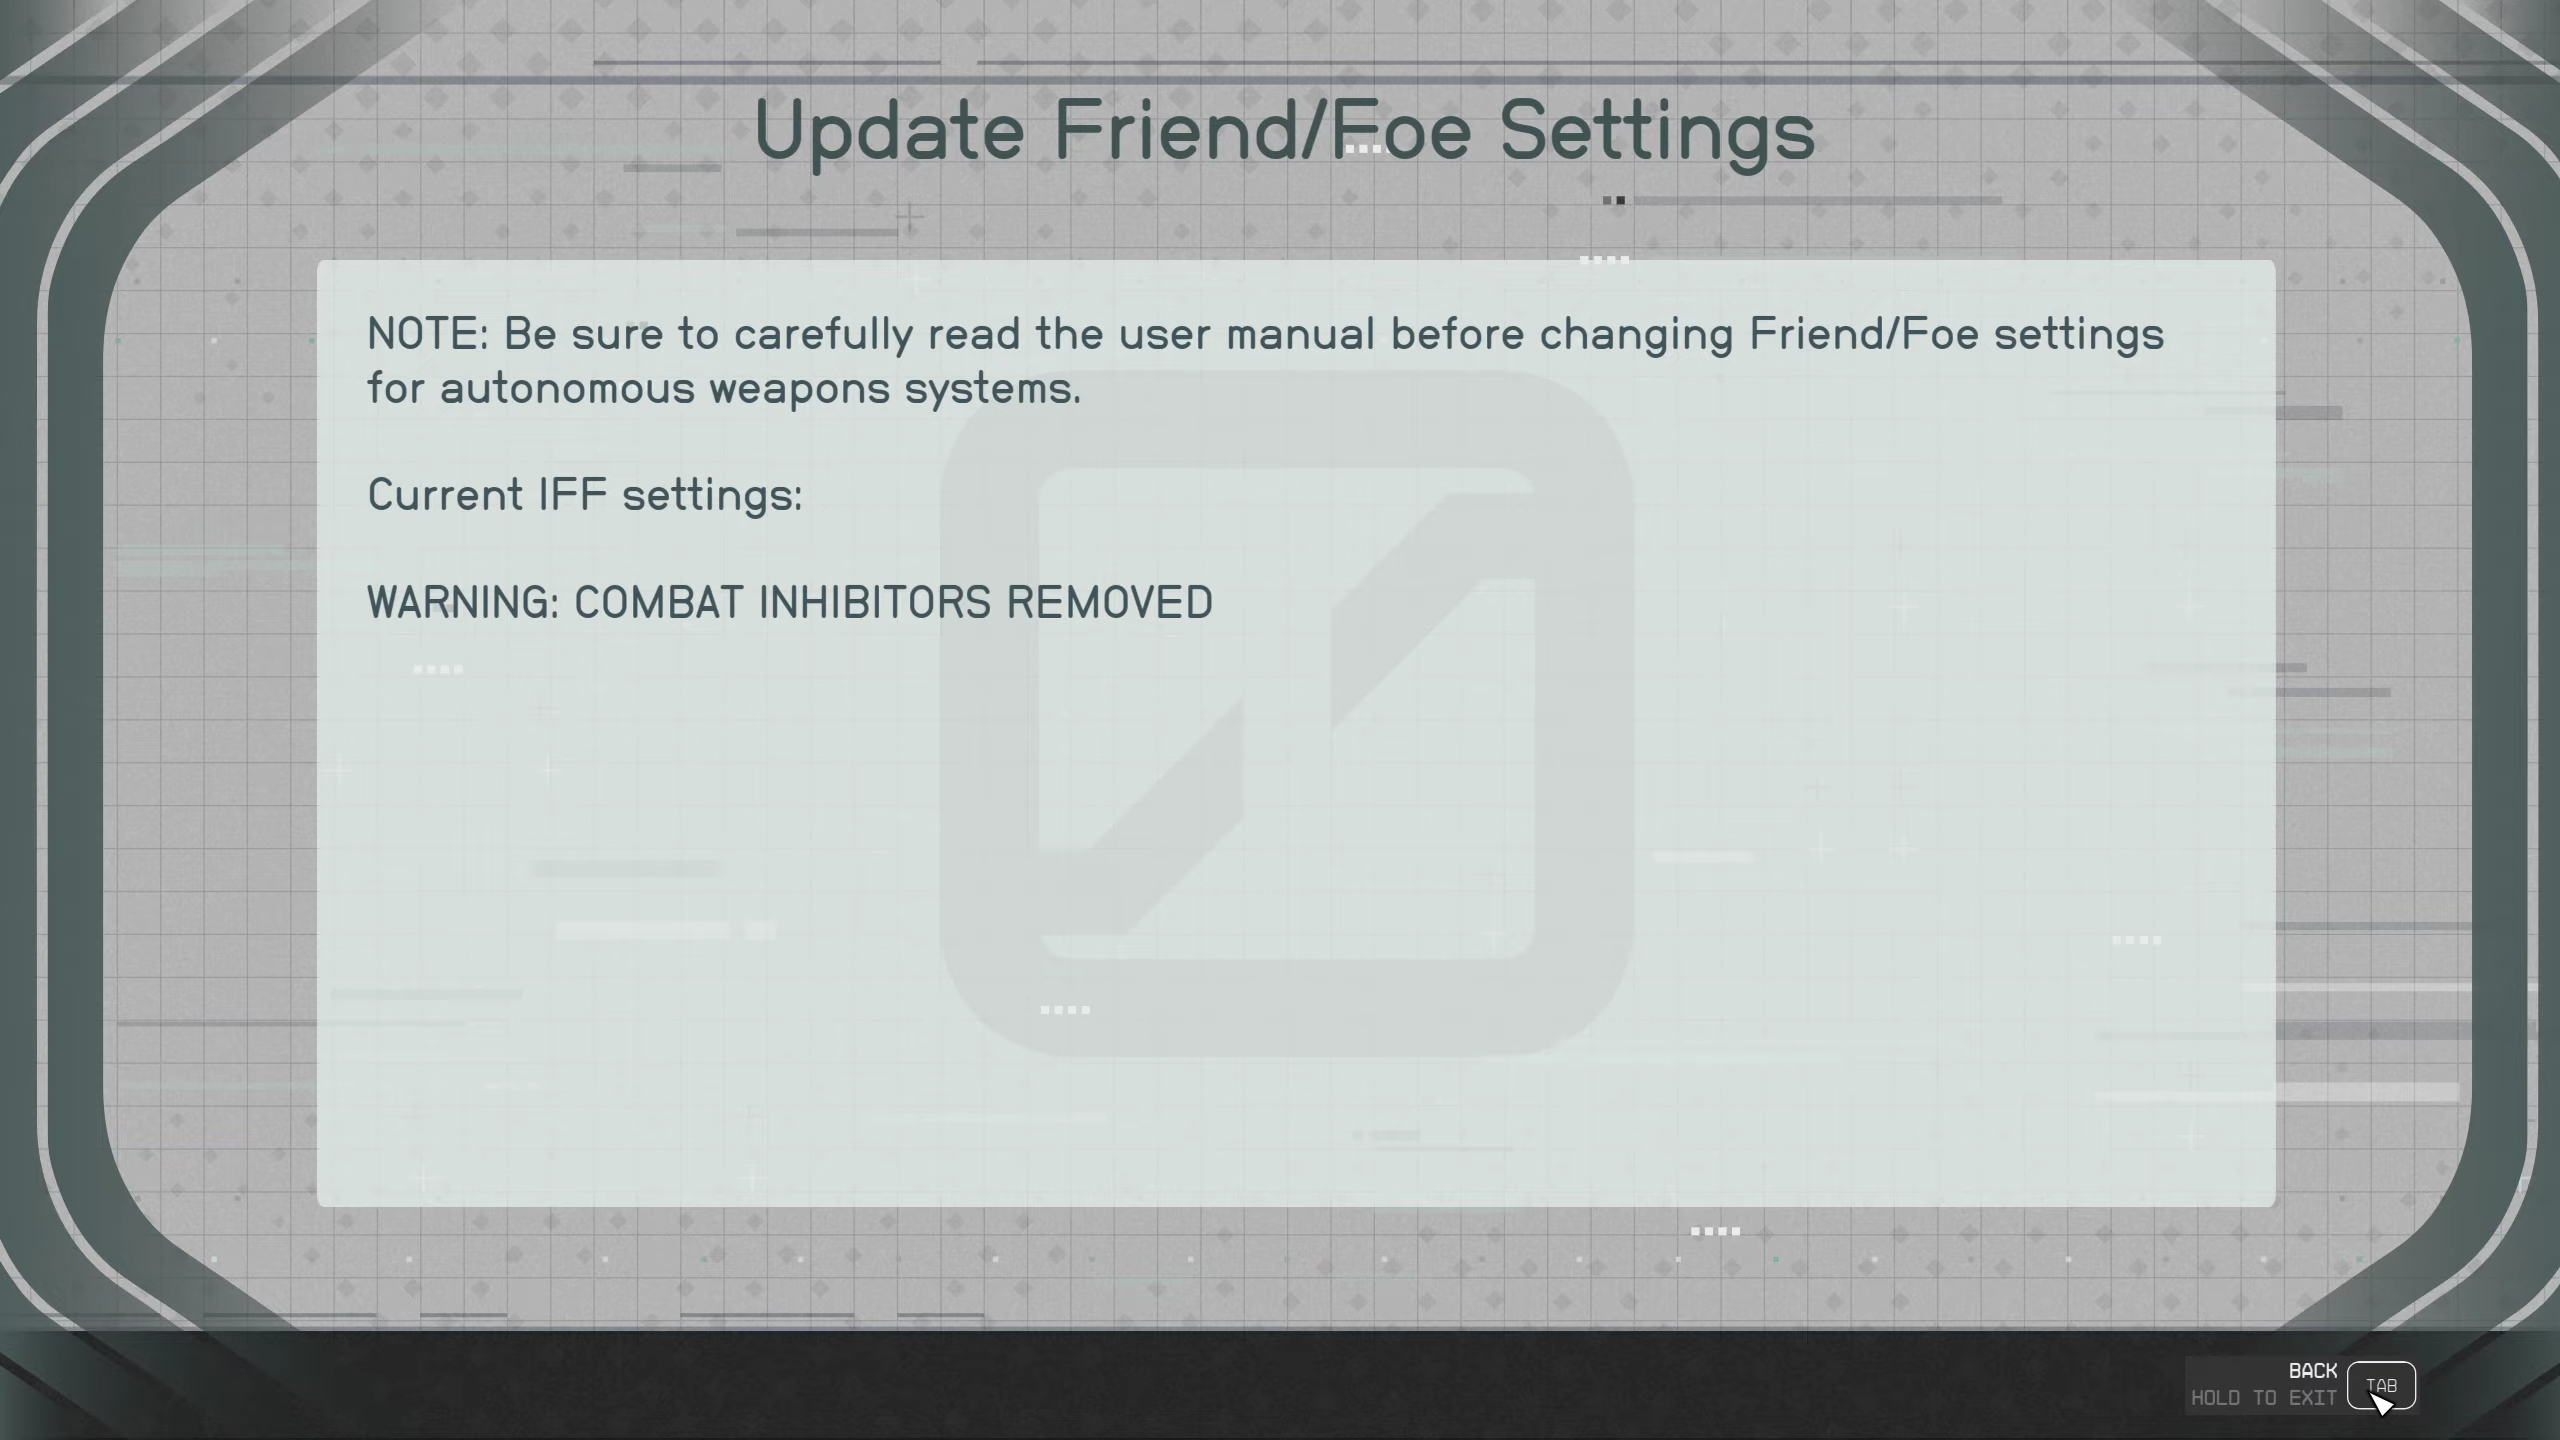 Update Friend/Foe Settings
NOTE: Be sure to carefully read the user manual before changing Friend/Foe settings
for autonomous weapons systems.
Current IFF settings:
WARNING: COMBAT INHIBITORS REMOVED
BACK
HOLD TO EXIT
TAB